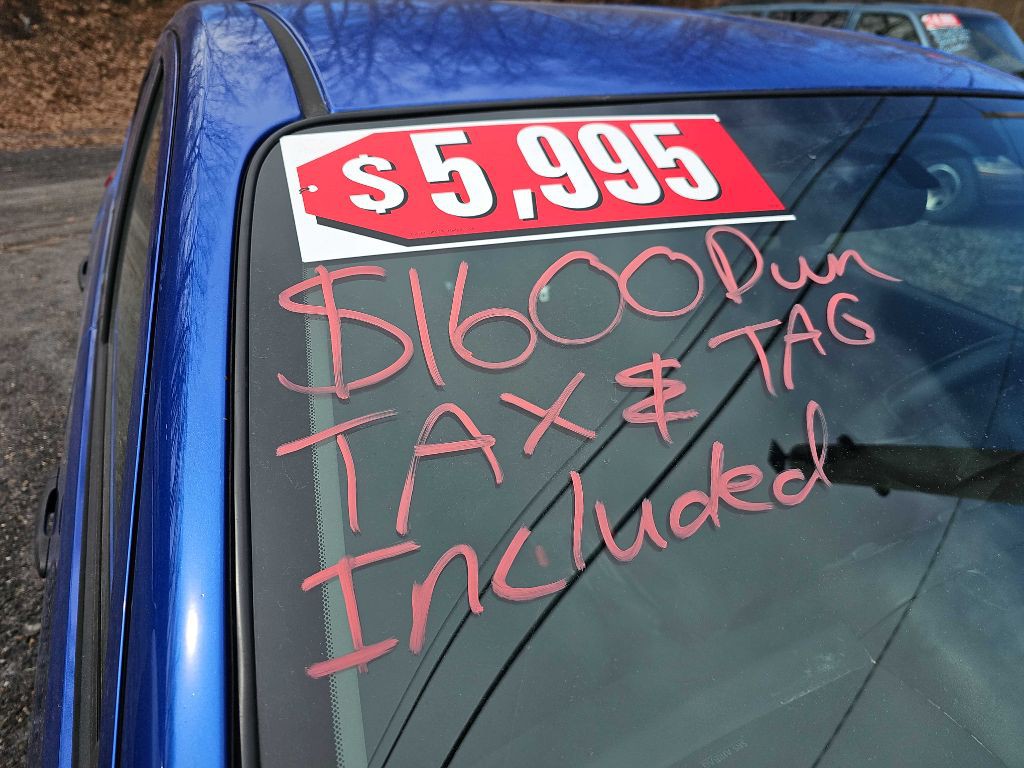 $5,995
$1600 Dwn
TAX & TAG
Included